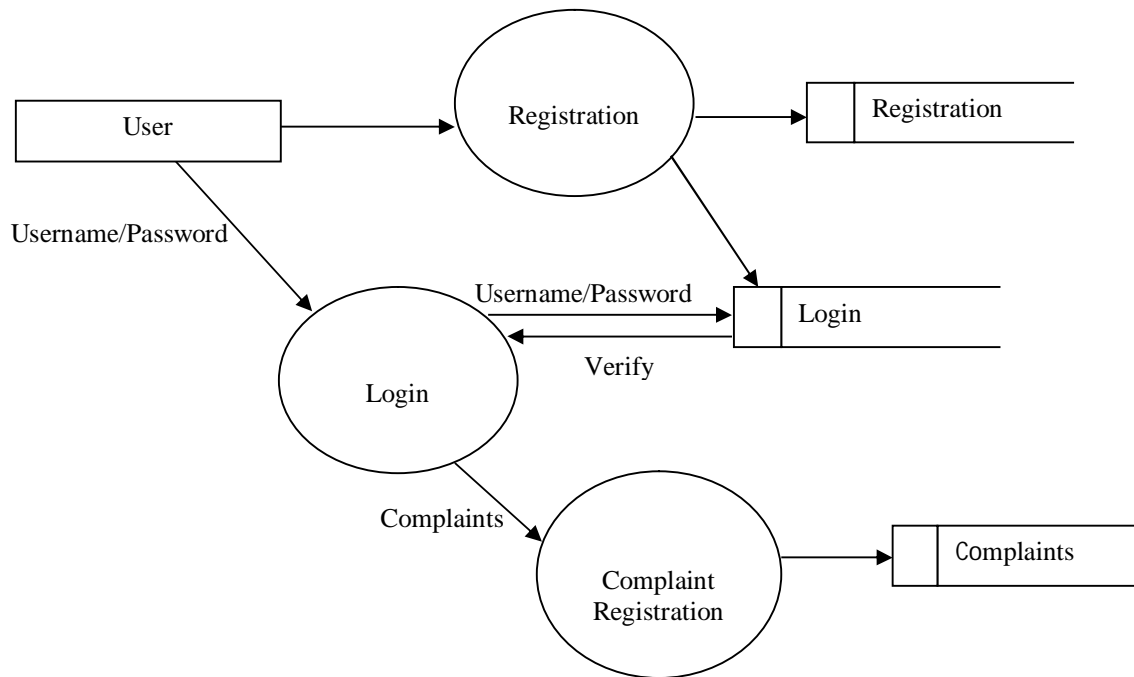 Registration
Registration
User
Username/Password
Username/Password
Login
Verify
Login
Complaints
Complaints
Complaint
Registration